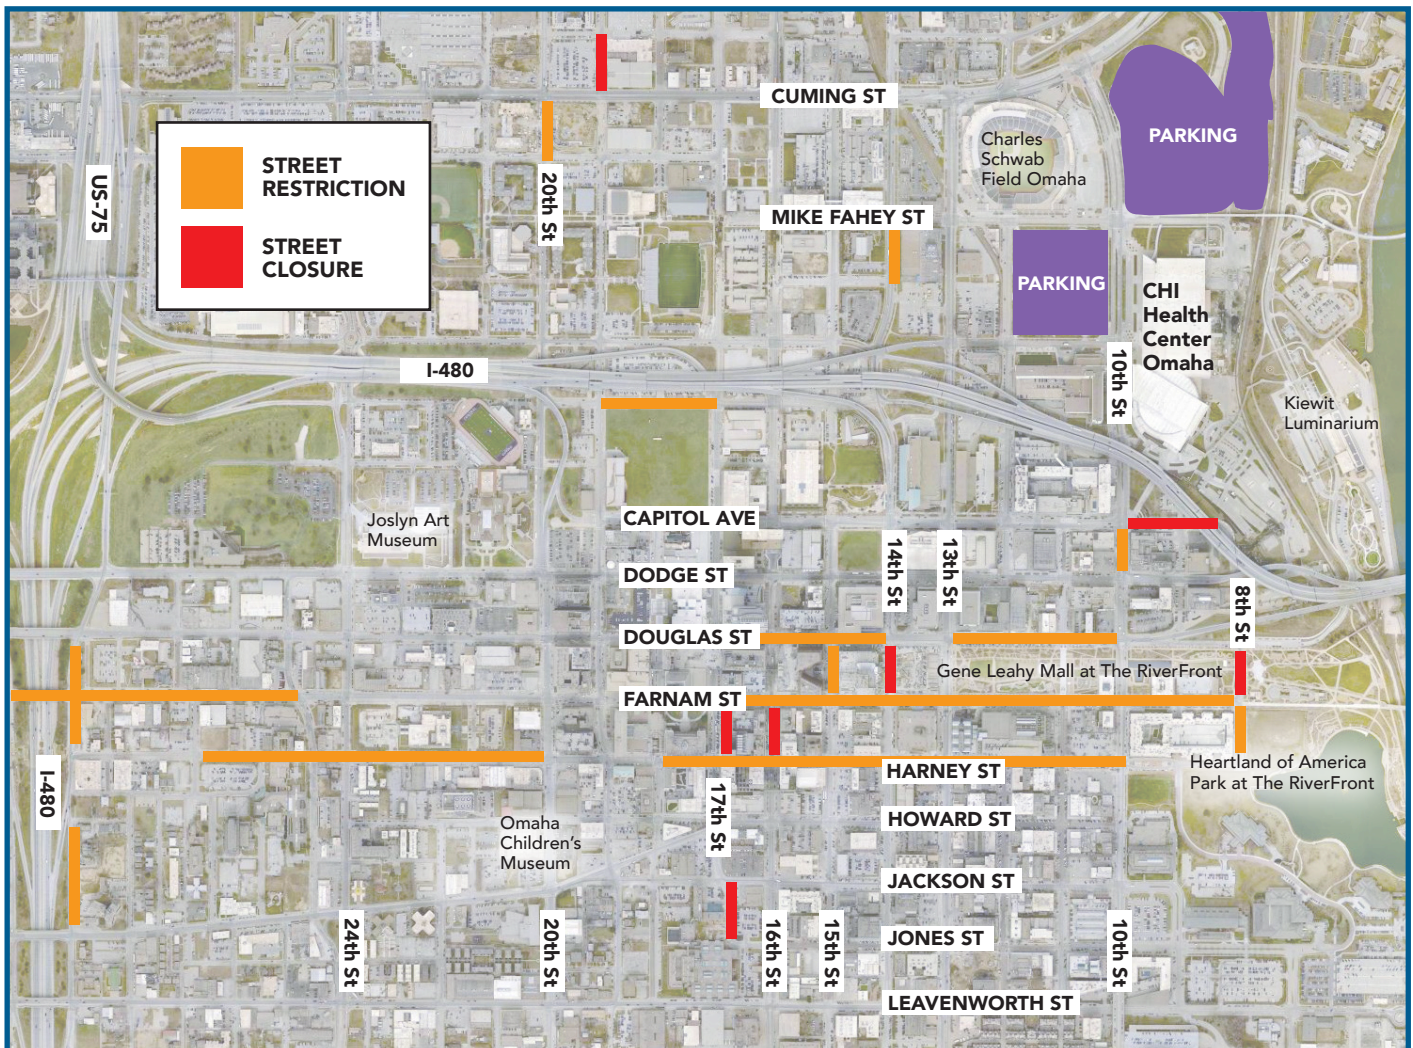 CUMING ST
Charles
Schwab
Field Omaha
PARKING
STREET
RESTRICTION
STREET
CLOSURE
US-75
20th St
MIKE FAHEY ST
PARKING
CHI
Health
Center
Omaha
10th St
I-480
Kiewit
Luminarium
Joslyn Art
Museum
CAPITOL AVE
14th St
13th St
DODGE ST
8th St
DOUGLAS ST
Gene Leahy Mall at The RiverFront
FARNAM ST
I-480
HARNEY ST
Heartland of America
Park at The RiverFront
17th St
Omaha
Children's
Museum
HOWARD ST
JACKSON ST
24th St
20th St
16th St
15th St
JONES ST
10th St
LEAVENWORTH ST